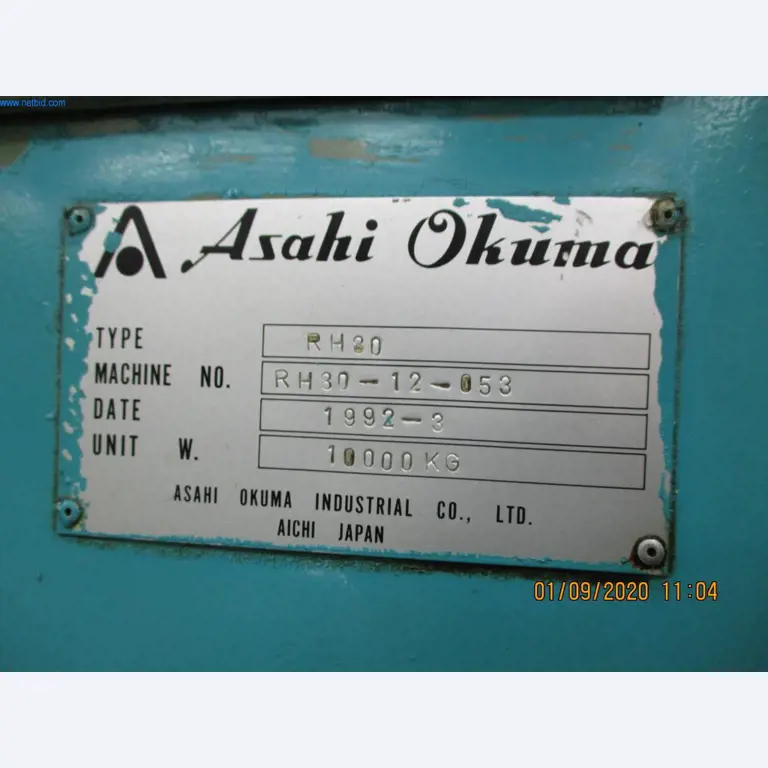 www.netbid.com
Asahi Okuma
TYPE RH30
MACHINE NO. RH30-12-053
DATE 1992-3
UNIT W. 10000KG
ASAHI OKUMA INDUSTRIAL CO., LTD.
AICHI JAPAN
01/09/2020 11:04